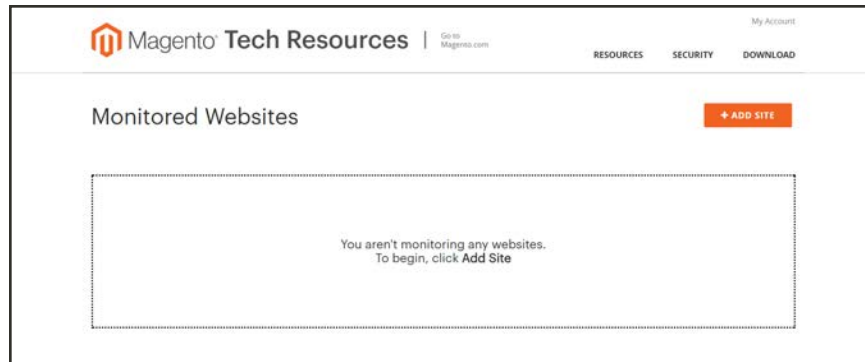 My Account
Magento Tech Resources | Go to
Magento.com
RESOURCES SECURITY DOWNLOAD
Monitored Websites
+ ADD SITE
You aren't monitoring any websites.
To begin, click Add Site